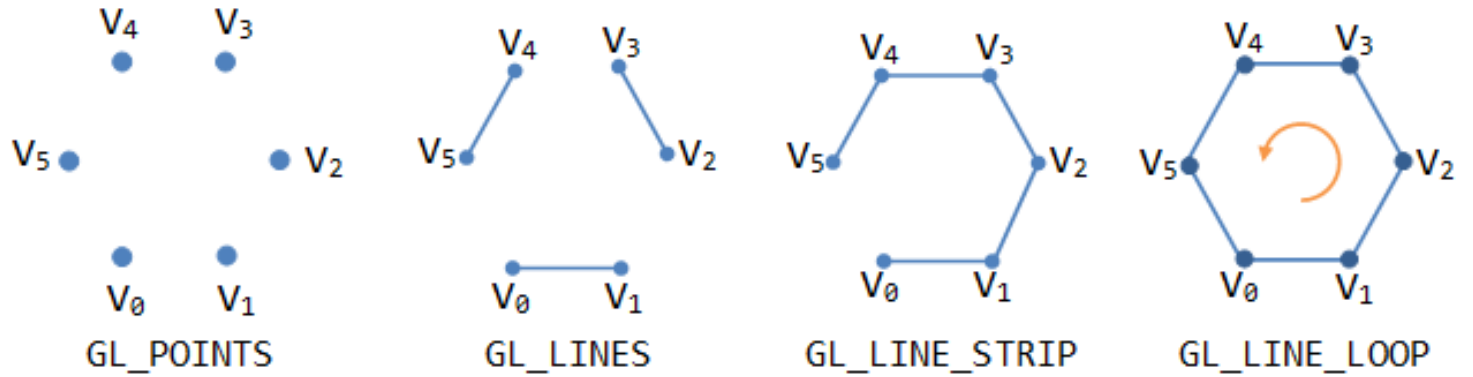 V₄ V₃
V₅ V₂
V₀ V₁
GL_POINTS
V₄ V₃
V₅ V₂
V₀ V₁
GL_LINES
V₄ V₃
V₅ V₂
V₀ V₁
GL_LINE_STRIP
V₄ V₃
V₅ V₂
V₀ V₁
GL_LINE_LOOP